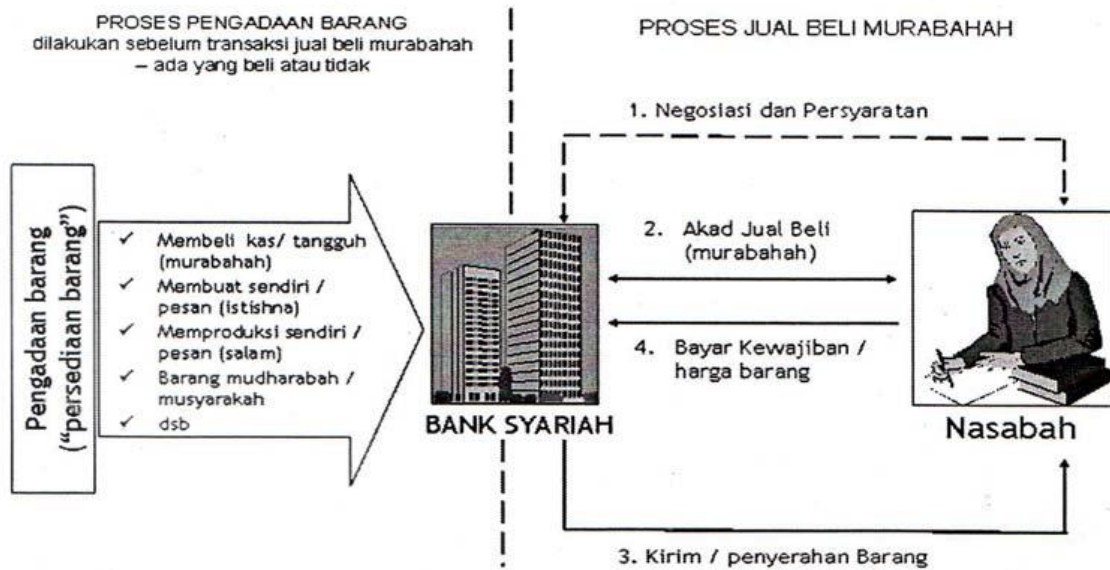 PROSES PENGADAAN BARANG
dilakukan sebelum transaksi jual beli murabahah
– ada yang beli atau tidak
Pengadaan barang
(“persediaan barang”)
✓ Membeli kas/ tangguh
(murabahah)
✓ Membuat sendiri /
pesan (istishna)
✓ Memproduksi sendiri /
pesan (salam)
✓ Barang mudharabah /
musyarakah
✓ dsb
BANK SYARIAH
PROSES JUAL BELI MURABAHAH
1. Negosiasi dan Persyaratan
2. Akad Jual Beli
(murabahah)
4. Bayar Kewajiban /
harga barang
Nasabah
3. Kirim / penyerahan Barang